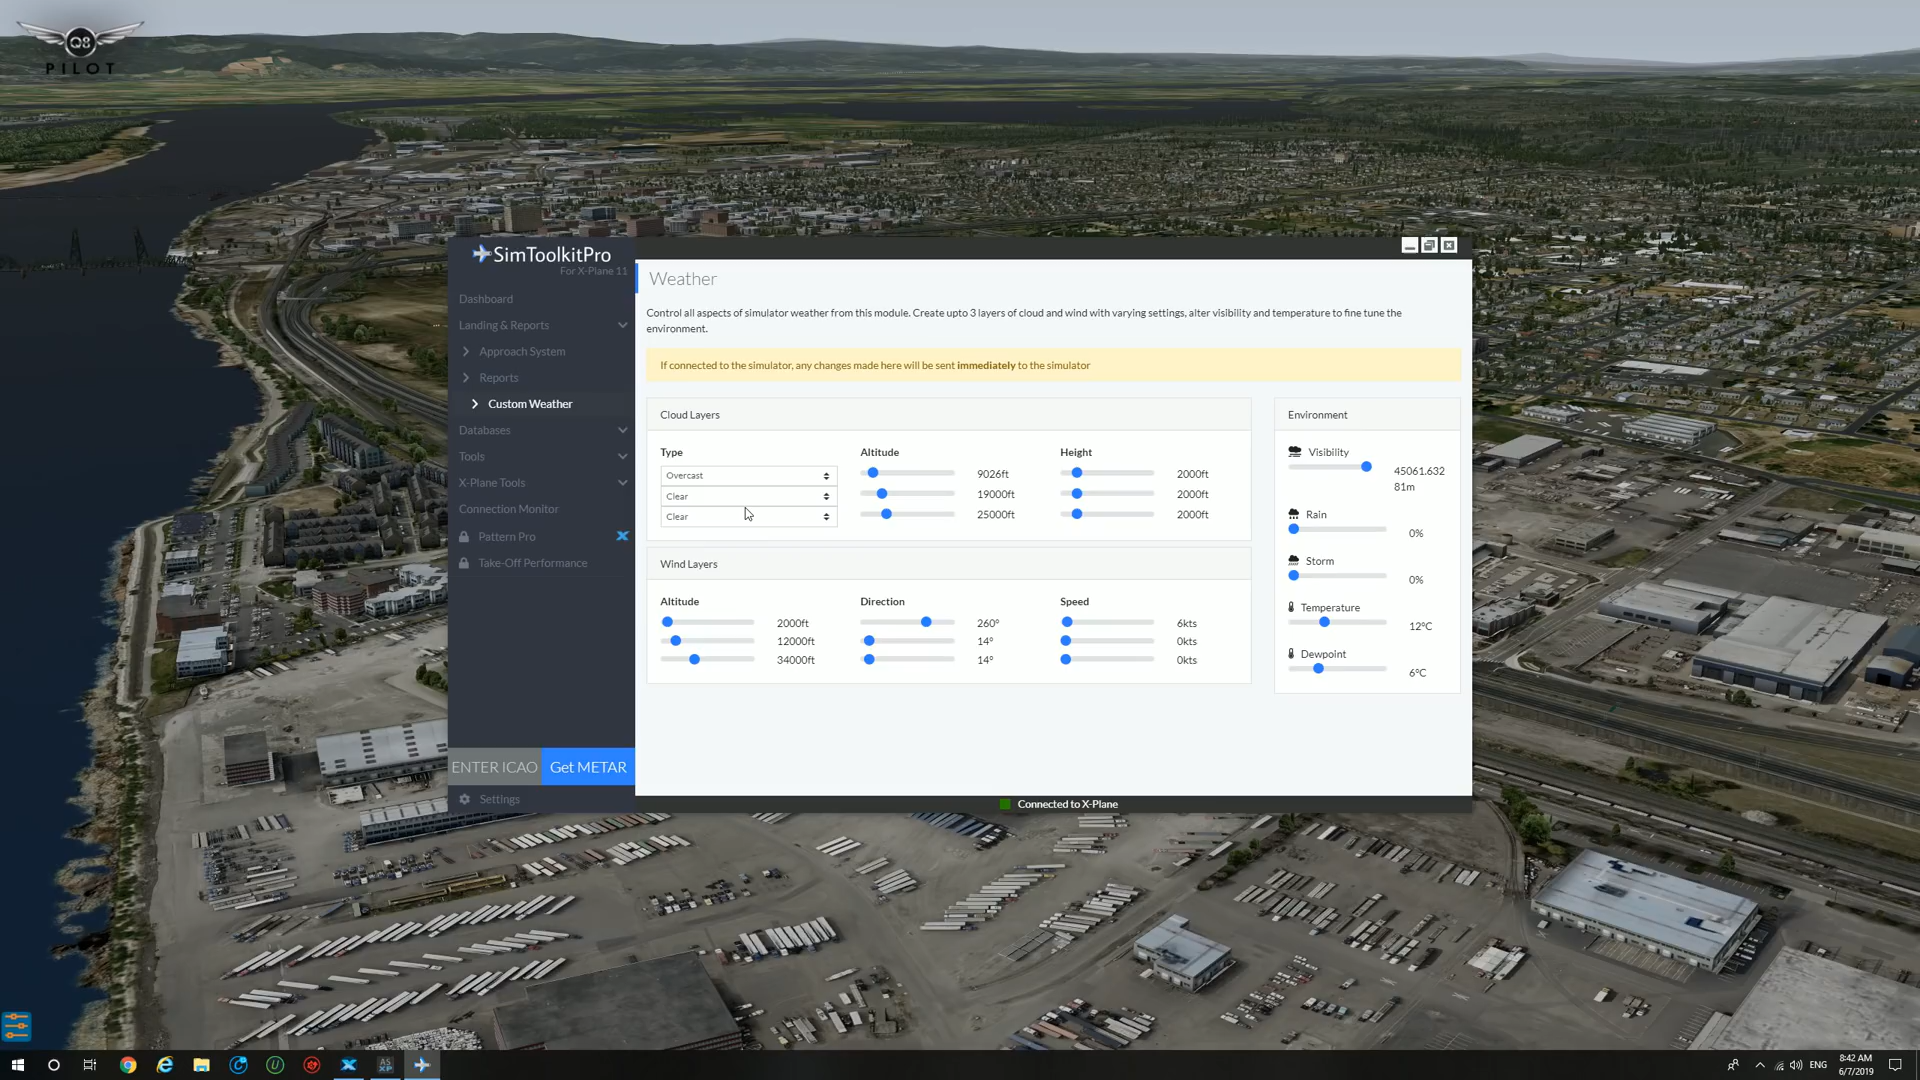 Q8
PILOT
SimToolkitPro
For X-Plane 11
Dashboard
Landing & Reports
Approach System
Reports
Custom Weather
Databases
Tools
X-Plane Tools
Connection Monitor
Pattern Pro
Take-Off Performance
ENTER ICAO
Get METAR
Settings
Weather
Control all aspects of simulator weather from this module. Create upto 3 layers of cloud and wind with varying settings, alter visibility and temperature to fine tune the
environment.
If connected to the simulator, any changes made here will be sent immediately to the simulator
Cloud Layers
Type Altitude Height
Overcast 9026ft 2000ft
Clear 19000ft 2000ft
Clear 25000ft 2000ft
Wind Layers
Altitude Direction Speed
2000ft 260° 6kts
12000ft 14° 0kts
34000ft 14° 0kts
Environment
Visibility
45061.632
81m
Rain
0%
Storm
0%
Temperature
12°C
Dewpoint
6°C
Connected to X-Plane
AS
XP
ENG
8:42 AM
6/7/2019